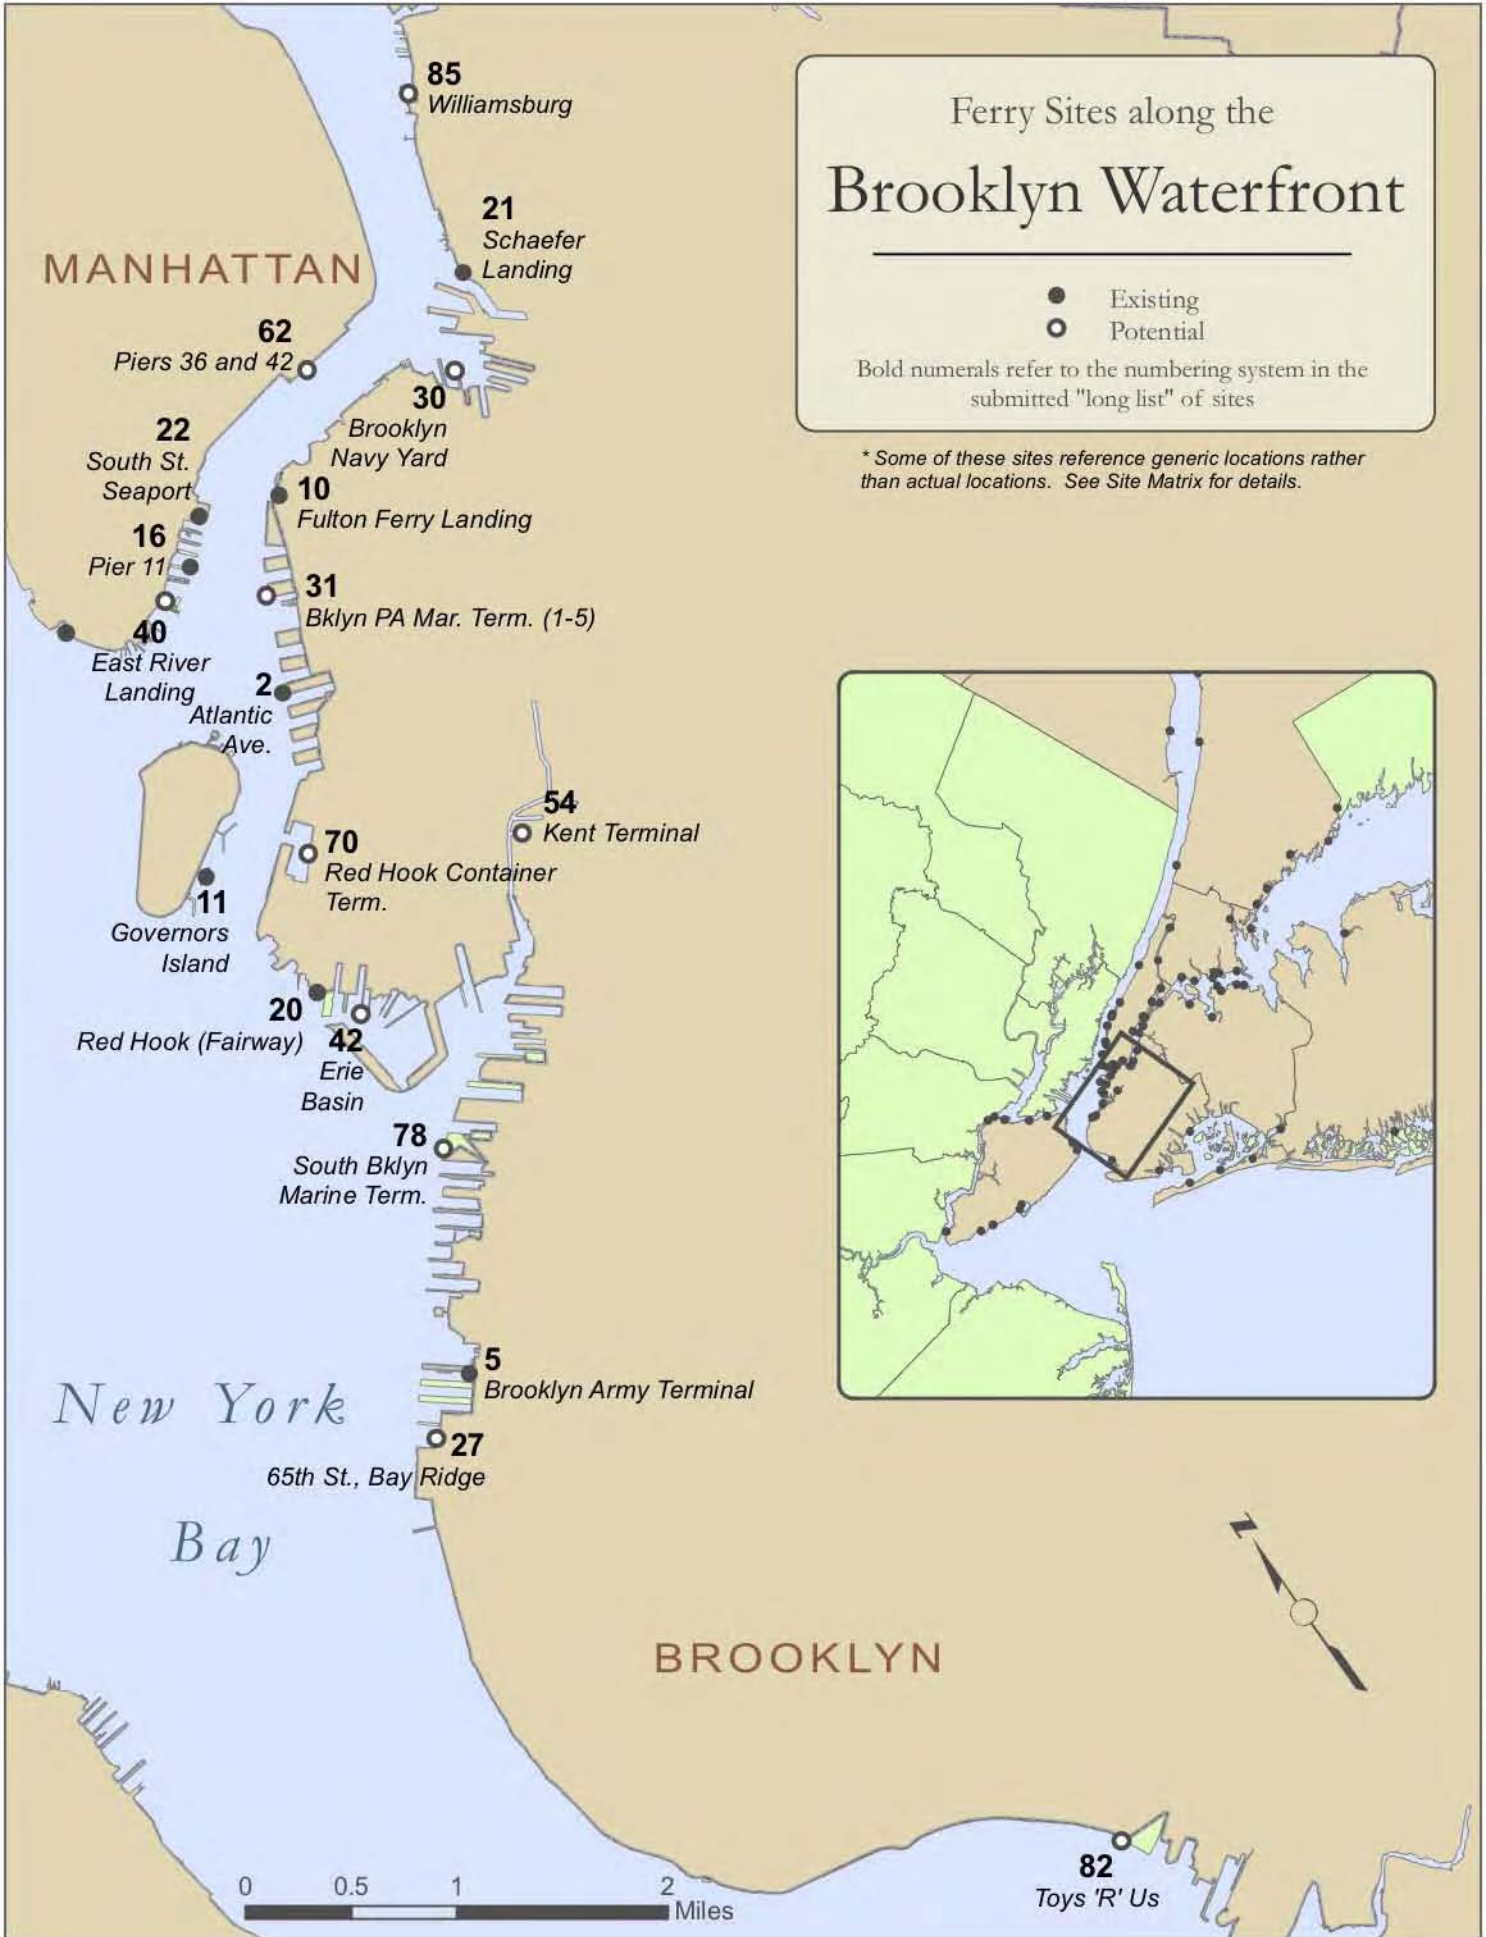 85
Williamsburg
Ferry Sites along the
Brooklyn Waterfront
Existing
Potential
Bold numerals refer to the numbering system in the
submitted "long list" of sites
* Some of these sites reference generic locations rather
than actual locations. See Site Matrix for details.
21
Schaefer
Landing
MANHATTAN
62
Piers 36 and 42
30
Brooklyn
Navy Yard
22
South St.
Seaport
10
Fulton Ferry Landing
16
Pier 11
31
Bklyn PA Mar. Term. (1-5)
40
East River
Landing
2
Atlantic
Ave.
54
Kent Terminal
70
Red Hook Container
Term.
11
Governors
Island
20
Red Hook (Fairway)
42
Erie
Basin
78
South Bklyn
Marine Term.
5
Brooklyn Army Terminal
New York
Bay
27
65th St., Bay Ridge
N
BROOKLYN
82
Toys 'R' Us
0 0.5 1 2
Miles